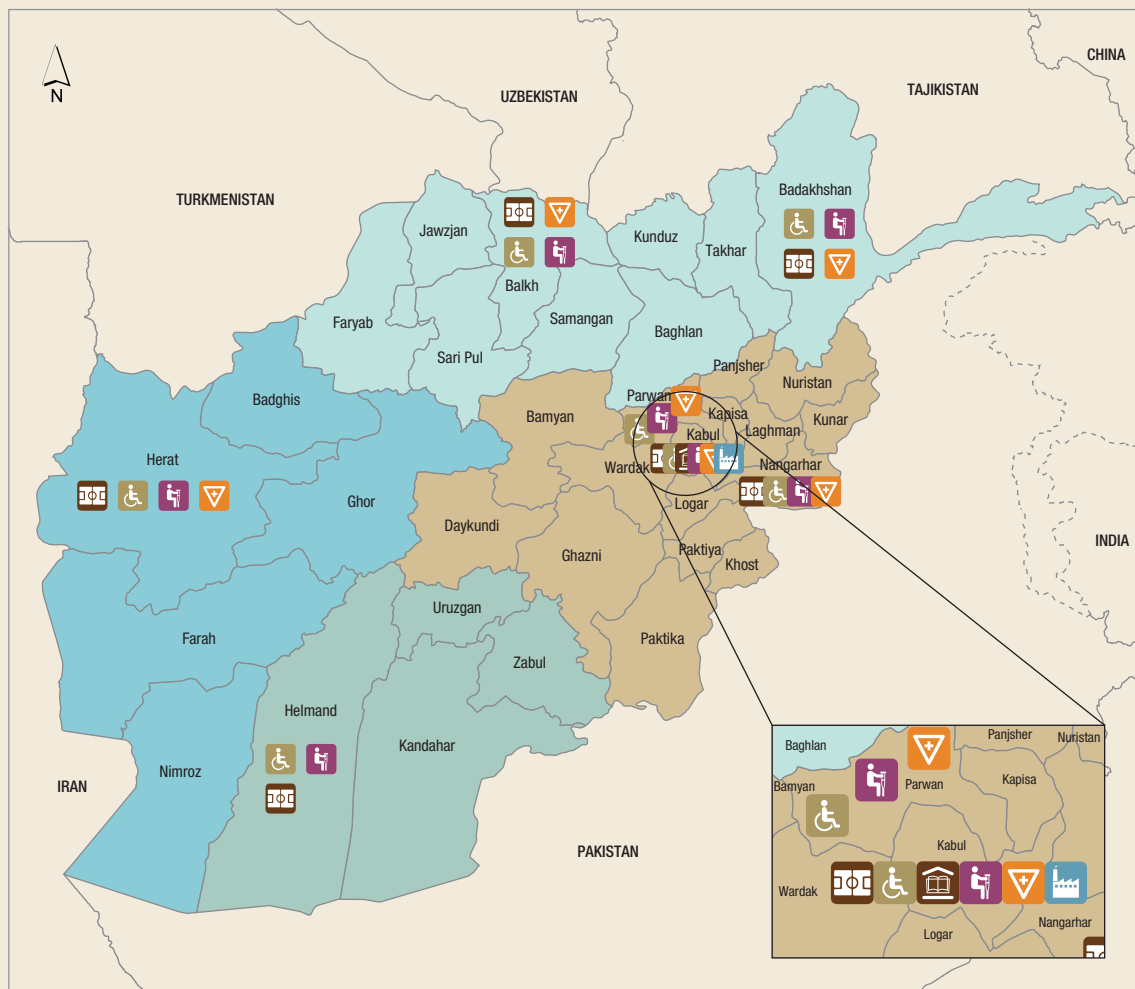 CHINA
TAJIKISTAN
UZBEKISTAN
TURKMENISTAN
N
Badakhshan
Jawzjan
Kunduz
Takhar
Balkh
Faryab
Samangan
Baghlan
Sari Pul
Panjsher
Nuristan
Badghis
Parwan
Bamyan
Kapisa
Kunar
Laghman
Kabul
Herat
Wardak
Nangarhar
Ghor
Logar
Daykundi
Ghazni
Paktiya
Khost
INDIA
Uruzgan
Farah
Paktika
Zabul
Helmand
Kandahar
Nimroz
IRAN
PAKISTAN
Baghlan
Panjsher
Nuristan
Bamyan
Parwan
Kapisa
Kabul
Wardak
Nangarhar
Logar